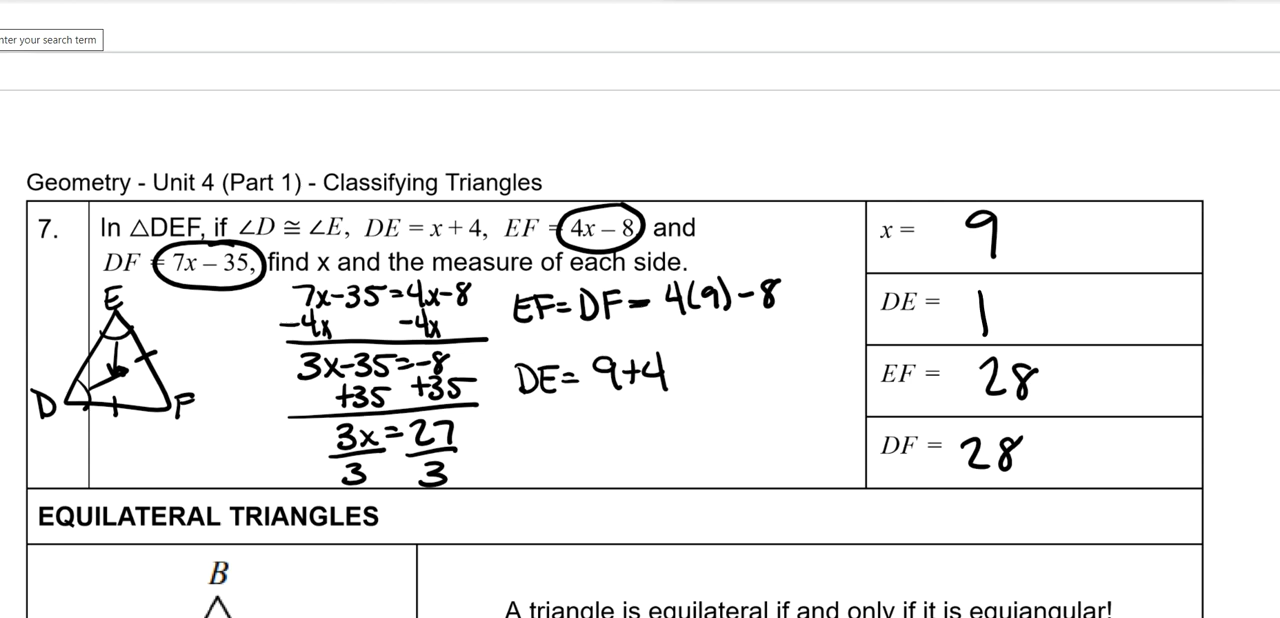 nter your search term
Geometry - Unit 4 (Part 1) - Classifying Triangles
7. In △DEF, if ∠D ≅ ∠E, DE = x + 4, EF = 4x – 8 and
DF = 7x – 35, find x and the measure of each side.
E
D
F
7x-35=4x-8
-4x -4x
3x-35=-8
+35 +35
3x=27
3 3
EF=DF= 4(9)-8
DE= 9+4
x = 9
DE = 1
EF = 28
DF = 28
EQUILATERAL TRIANGLES
B
A triangle is equilateral if and only if it is equiangular!